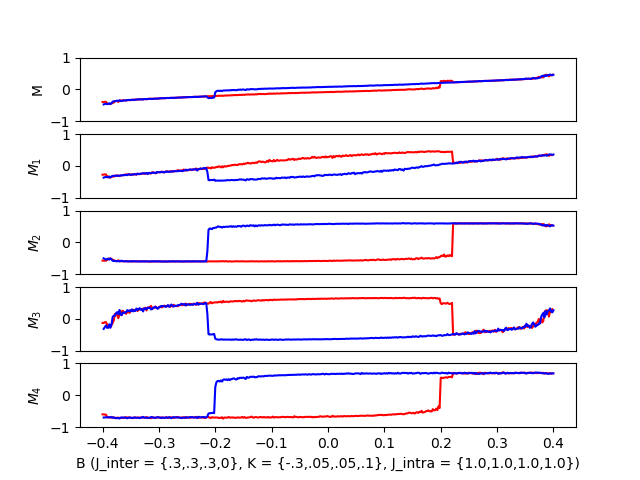 1
0
−1
M
1
0
−1
M₁
1
0
−1
M₂
1
0
−1
M₃
1
0
−1
M₄
−0.4 −0.3 −0.2 −0.1 0.0 0.1 0.2 0.3 0.4
B (J_inter = {.3,.3,.3,0}, K = {-.3,.05,.05,.1}, J_intra = {1.0,1.0,1.0,1.0})